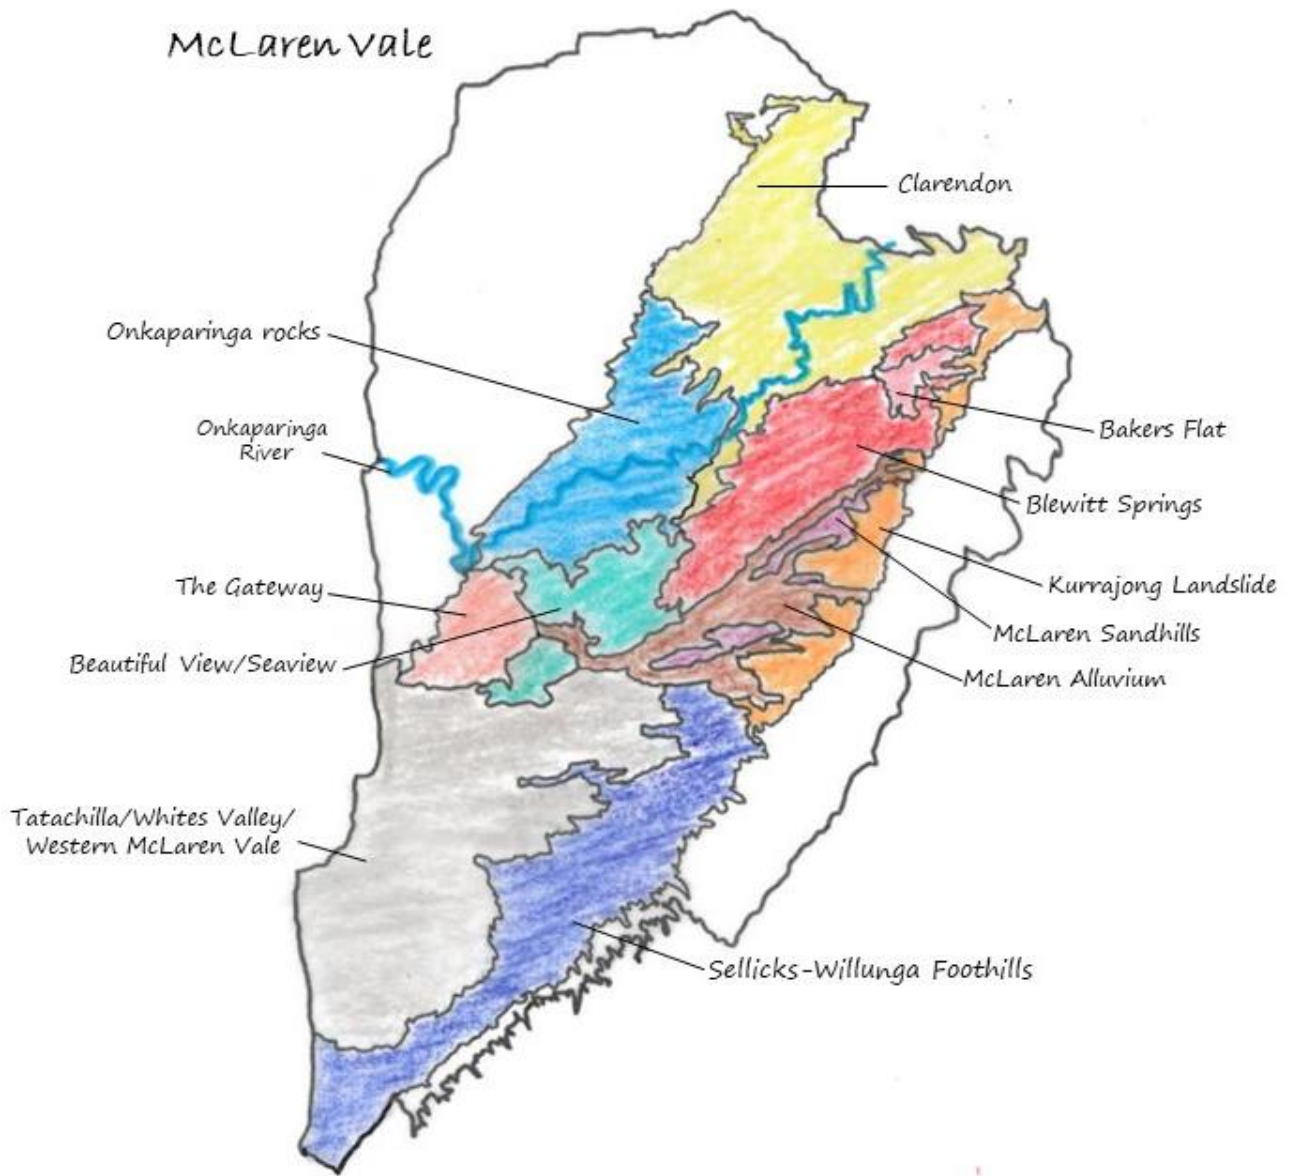 McLaren Vale
Clarendon
Onkaparinga rocks
Onkaparinga
River
Bakers Flat
Blewitt Springs
The Gateway
Kurrajong Landslide
McLaren Sandhills
Beautiful View/Seaview
McLaren Alluvium
Tatachilla/Whites Valley/
Western McLaren Vale
Sellicks-Willunga Foothills